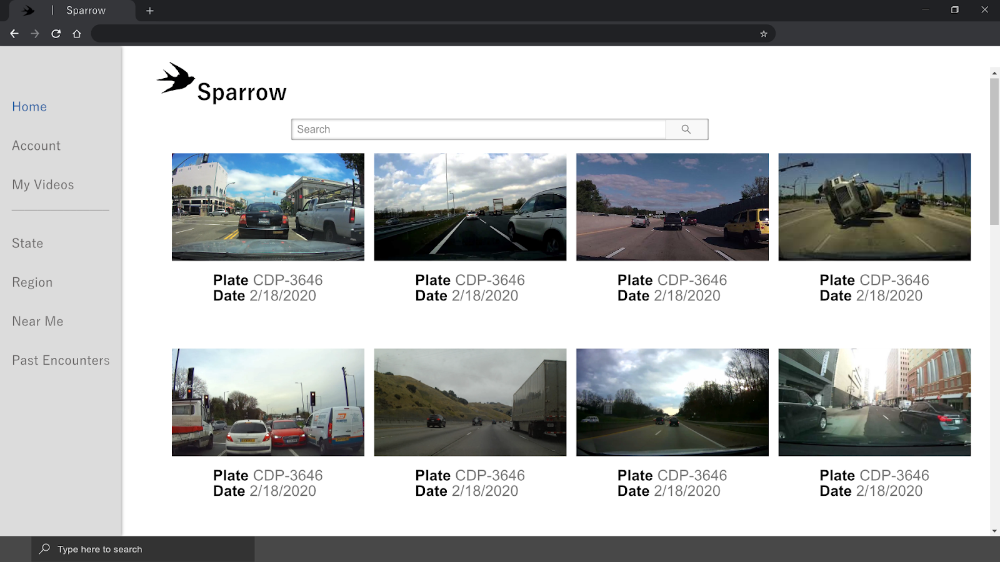 Sparrow
Sparrow
Search
Home
Account
My Videos
State
Region
Near Me
Past Encounters
Plate CDP-3646
Date 2/18/2020
Plate CDP-3646
Date 2/18/2020
Plate CDP-3646
Date 2/18/2020
Plate CDP-3646
Date 2/18/2020
Plate CDP-3646
Date 2/18/2020
Plate CDP-3646
Date 2/18/2020
Plate CDP-3646
Date 2/18/2020
Plate CDP-3646
Date 2/18/2020
Type here to search